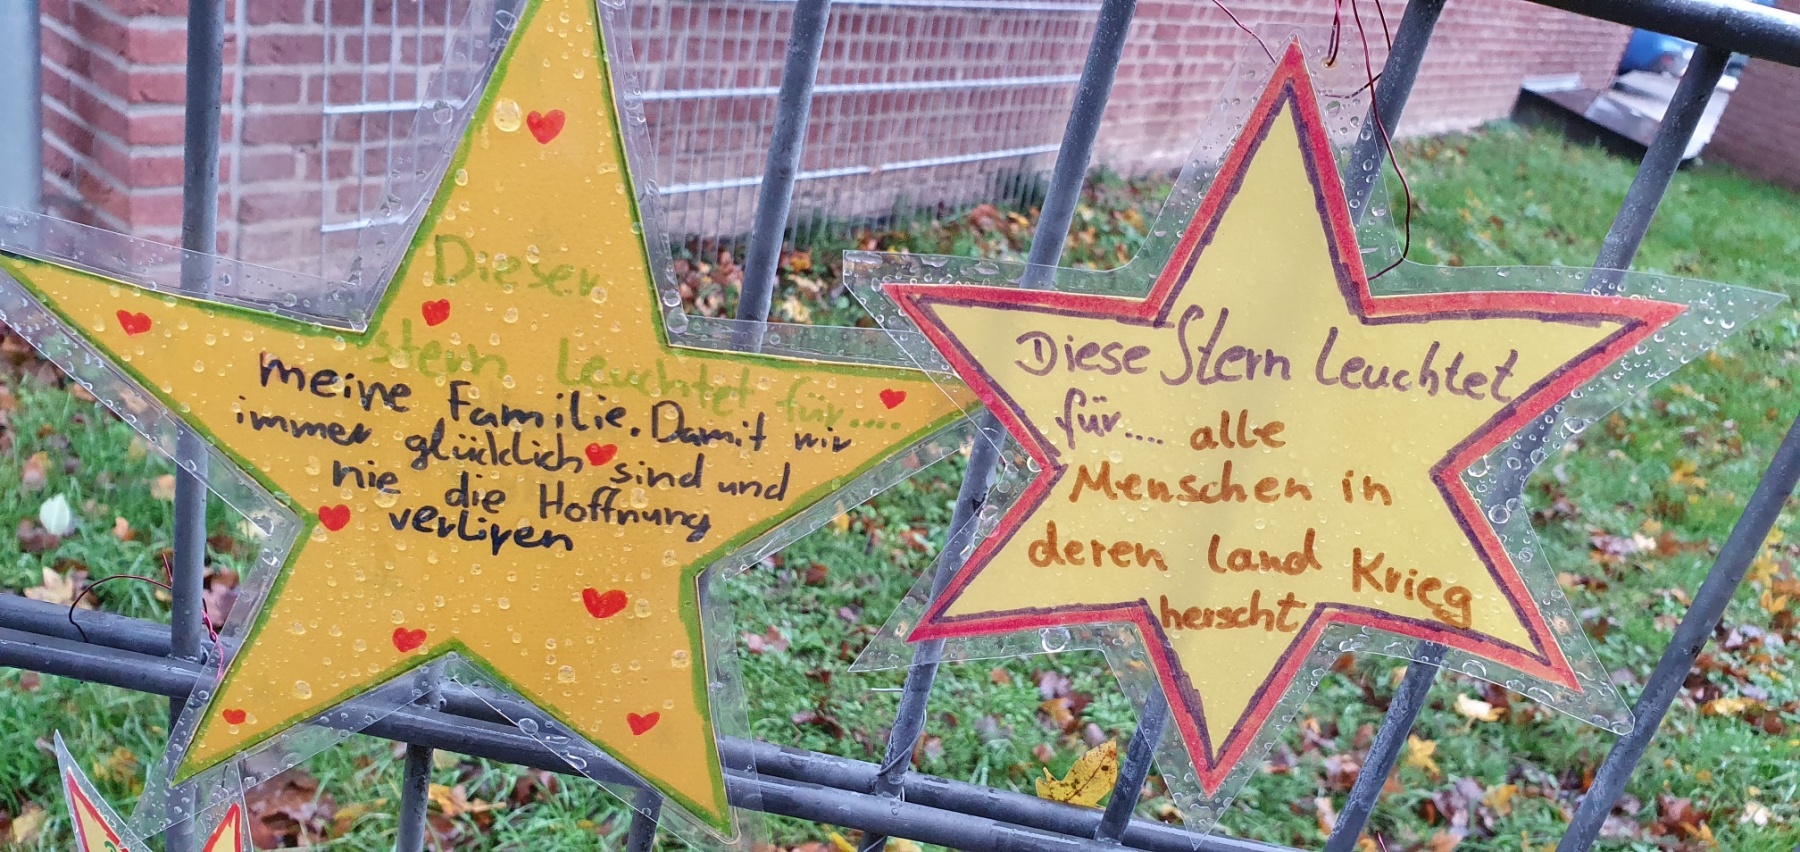 Dieser
stern leuchtet für....
meine Familie. Damit wir
immer glücklich sind und
nie die Hoffnung
verliren
Diese Stern leuchtet
für.... alle
Menschen in
deren land Krieg
herscht